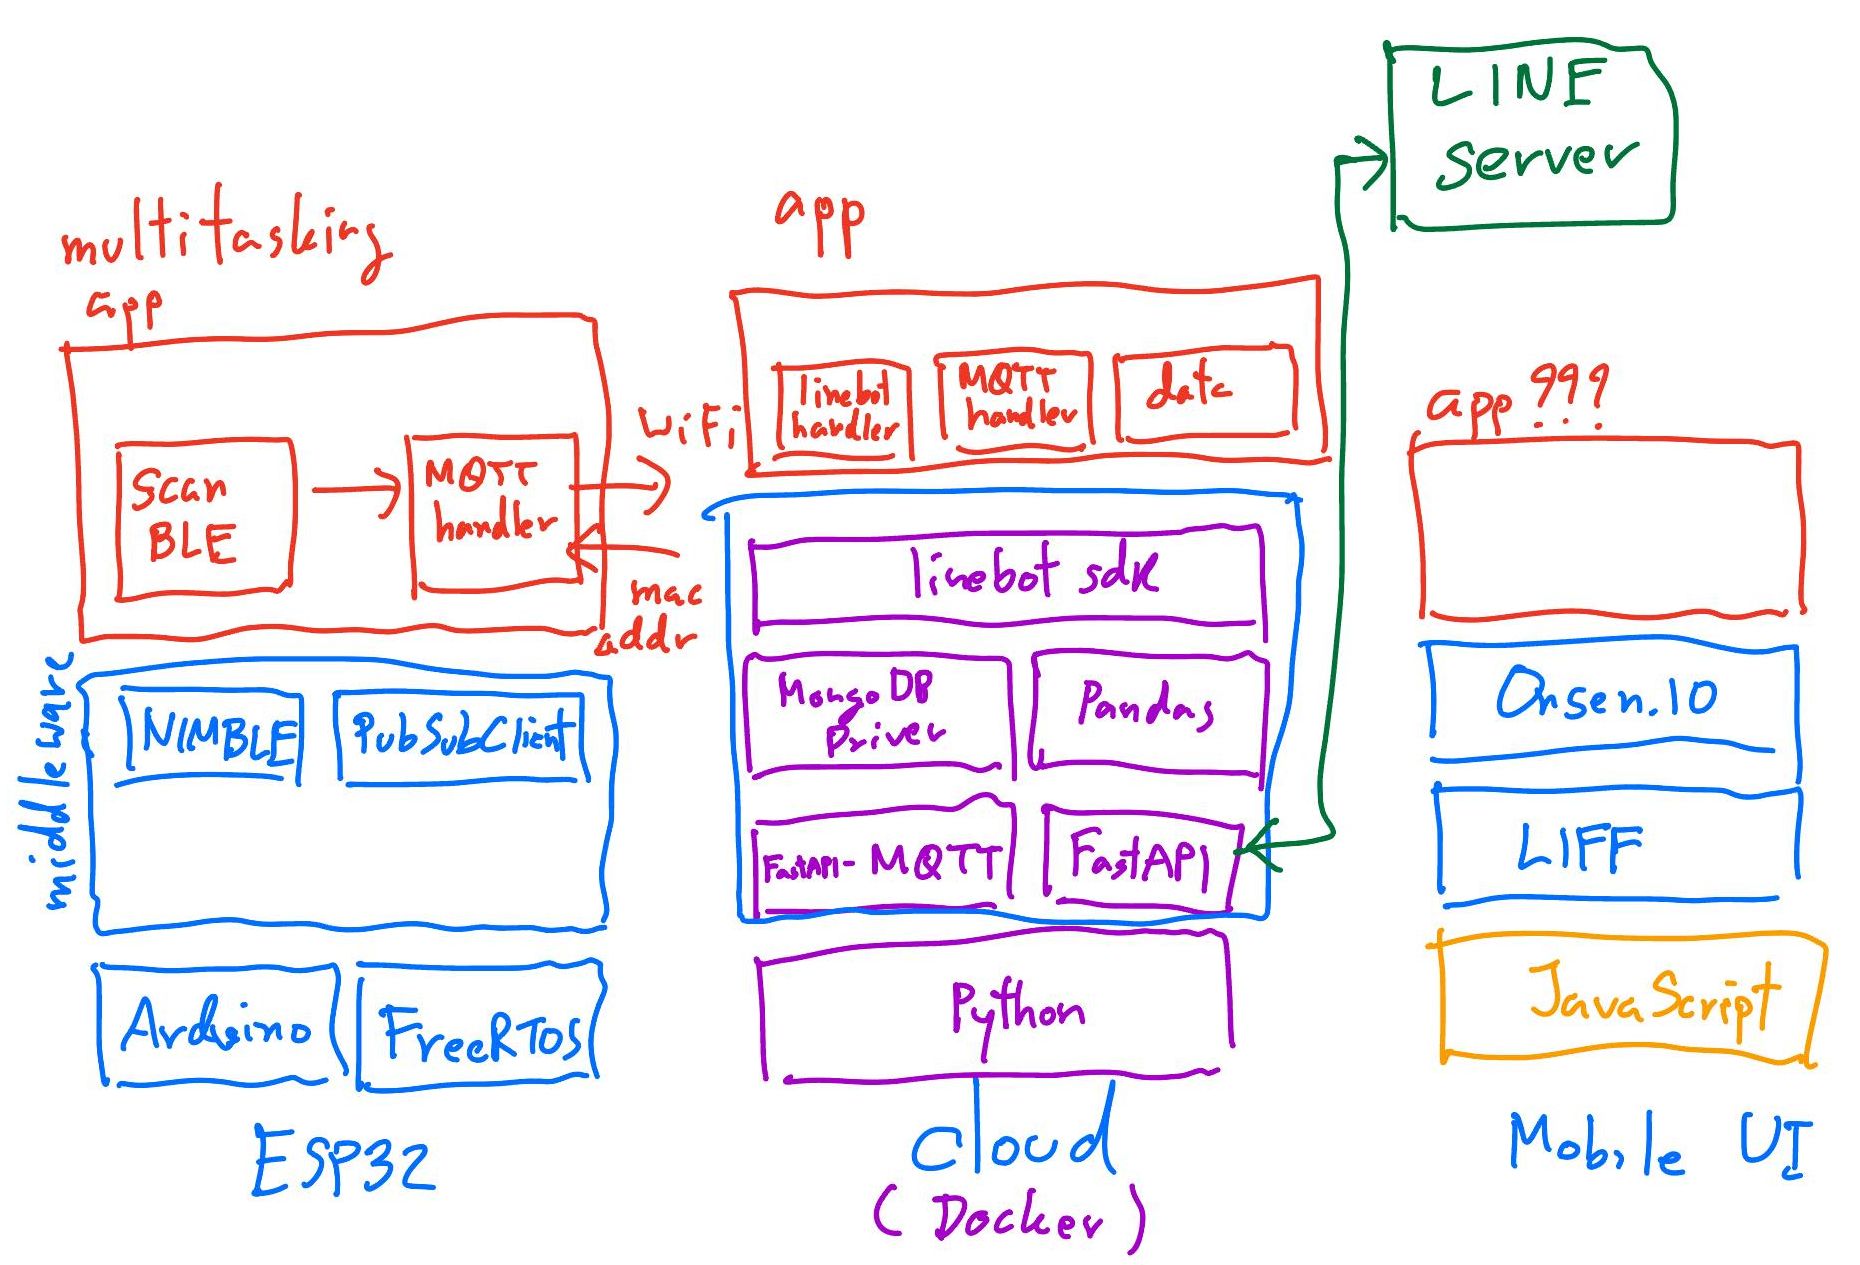 LINE
server
multitasking
app
Scan
BLE
MQTT
handler
WiFi
mac
addr
middleware
NIMBLE
PubSubClient
Arduino
FreeRTOS
ESP32
app
linebot
handler
MQTT
handler
data
linebot sdk
MongoDB
Driver
Pandas
FastAPI-MQTT
FastAPI
Python
Cloud
(Docker)
app ???
Onsen.IO
LIFF
JavaScript
Mobile UI